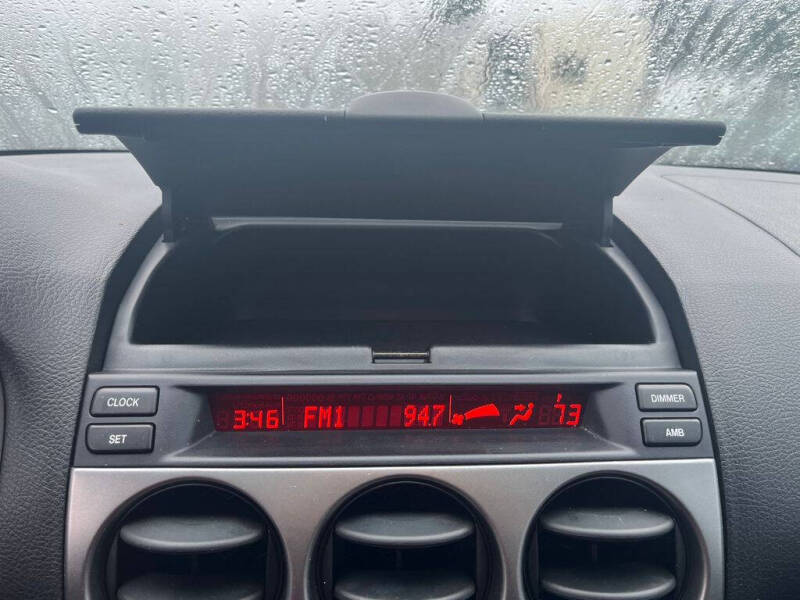 CLOCK
SET
3:46 FM1 94.7 73
DIMMER
AMB